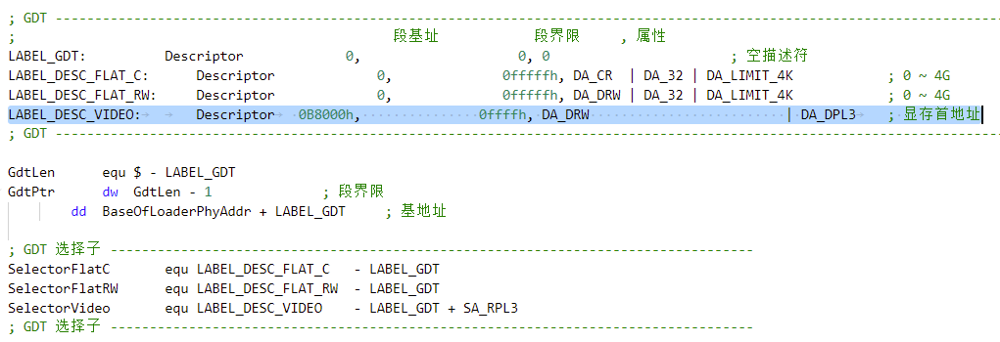 ; GDT ------------------------------------------------------------------------------------------------------------------------
;                                                段基址            段界限     , 属性
LABEL_GDT:          Descriptor             0,                    0, 0                       ; 空描述符
LABEL_DESC_FLAT_C:      Descriptor             0,              0fffffh, DA_CR  | DA_32 | DA_LIMIT_4K            ; 0 ~ 4G
LABEL_DESC_FLAT_RW:     Descriptor             0,              0fffffh, DA_DRW | DA_32 | DA_LIMIT_4K            ; 0 ~ 4G
LABEL_DESC_VIDEO:       Descriptor   0B8000h,               0ffffh, DA_DRW                         | DA_DPL3    ; 显存首地址
; GDT ------------------------------------------------------------------------------------------------------------------------
GdtLen      equ $ - LABEL_GDT
GdtPtr      dw  GdtLen - 1              ; 段界限
        dd  BaseOfLoaderPhyAddr + LABEL_GDT     ; 基地址
; GDT 选择子 ----------------------------------------------------------------------------------
SelectorFlatC       equ LABEL_DESC_FLAT_C   - LABEL_GDT
SelectorFlatRW      equ LABEL_DESC_FLAT_RW  - LABEL_GDT
SelectorVideo       equ LABEL_DESC_VIDEO    - LABEL_GDT + SA_RPL3
; GDT 选择子 ----------------------------------------------------------------------------------